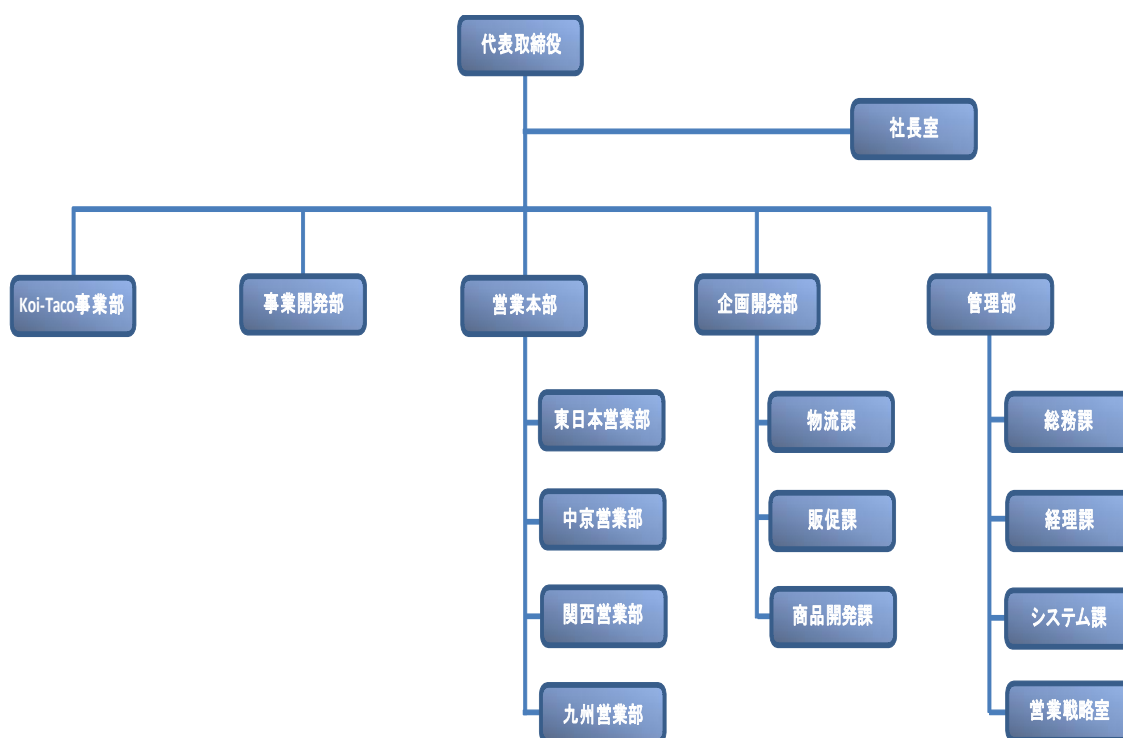 代表取締役
社長室
Koi-Taco事業部
事業開発部
営業本部
企画開発部
管理部
東日本営業部
中京営業部
関西営業部
九州営業部
物流課
販促課
商品開発課
総務課
経理課
システム課
営業戦略室